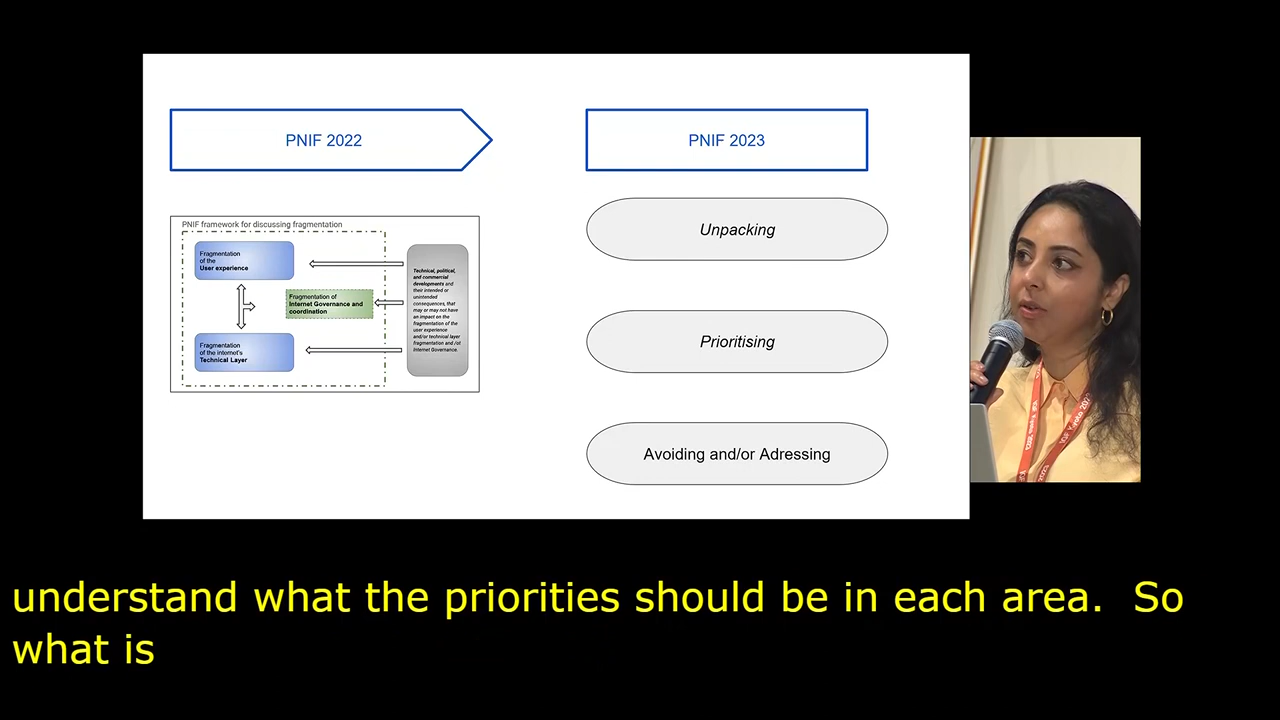 PNIF 2022
PNIF 2023
PNIF framework for discussing fragmentation
Fragmentation
of the
User experience
Fragmentation of
Internet Governance and
coordination
Fragmentation
of the internet's
Technical Layer
Technical, political,
and commercial
developments and
their intended or
unintended
consequences, that
may or may not have
an impact on the
fragmentation of the
user experience
and/or technical layer
fragmentation and /or
Internet Governance.
Unpacking
Prioritising
Avoiding and/or Adressing
understand what the priorities should be in each area.  So
what is